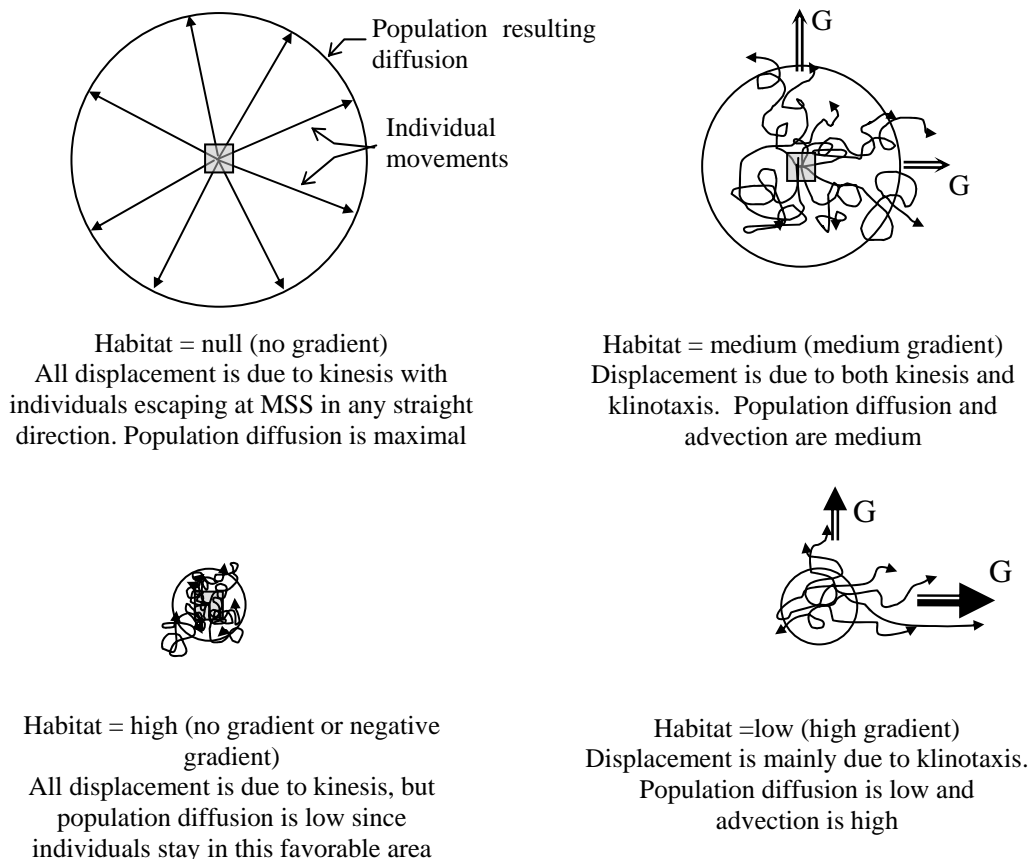 Population resulting
diffusion
Individual
movements
Habitat = null (no gradient)
All displacement is due to kinesis with
individuals escaping at MSS in any straight
direction. Population diffusion is maximal
G
G
Habitat = medium (medium gradient)
Displacement is due to both kinesis and
klinotaxis.  Population diffusion and
advection are medium
Habitat = high (no gradient or negative
gradient)
All displacement is due to kinesis, but
population diffusion is low since
individuals stay in this favorable area
G
G
Habitat =low (high gradient)
Displacement is mainly due to klinotaxis.
Population diffusion is low and
advection is high